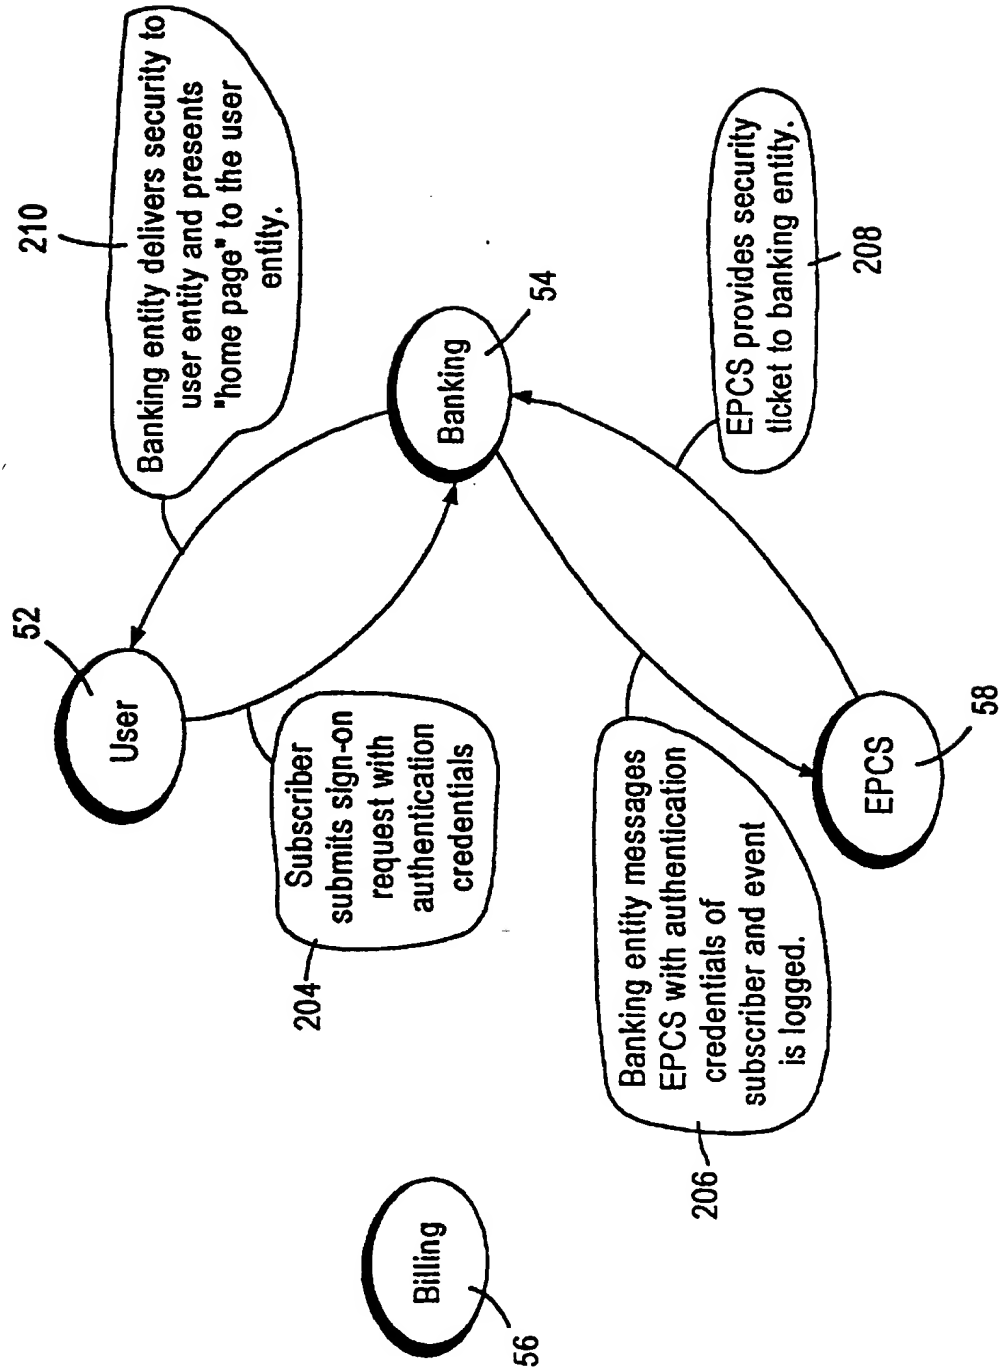 52
User
210
Banking entity delivers security to
user entity and presents
"home page" to the user
entity.
204
Subscriber
submits sign-on
request with
authentication
credentials
Billing
56
Banking
54
206
Banking entity messages
EPCS with authentication
credentials of
subscriber and event
is logged.
EPCS
58
EPCS provides security
ticket to banking entity.
208